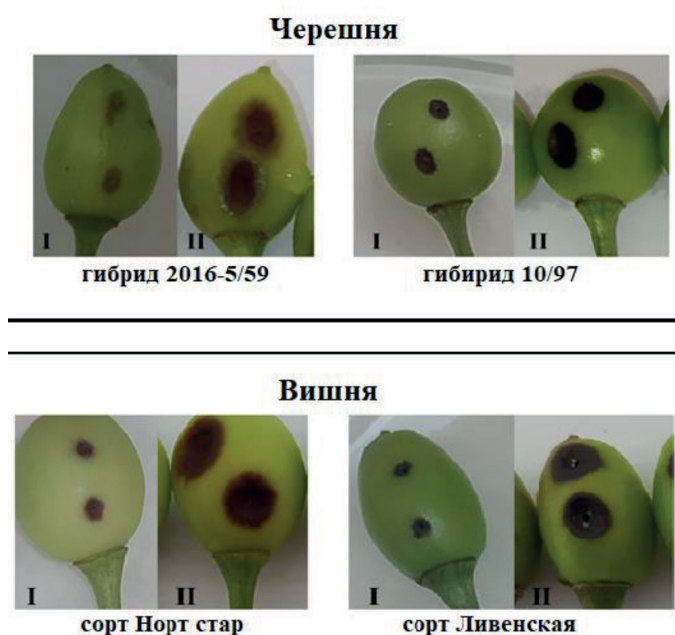 Черешня
I II I II
гибрид 2016-5/59 гибирид 10/97
Вишня
I II I II
сорт Норт стар сорт Ливенская